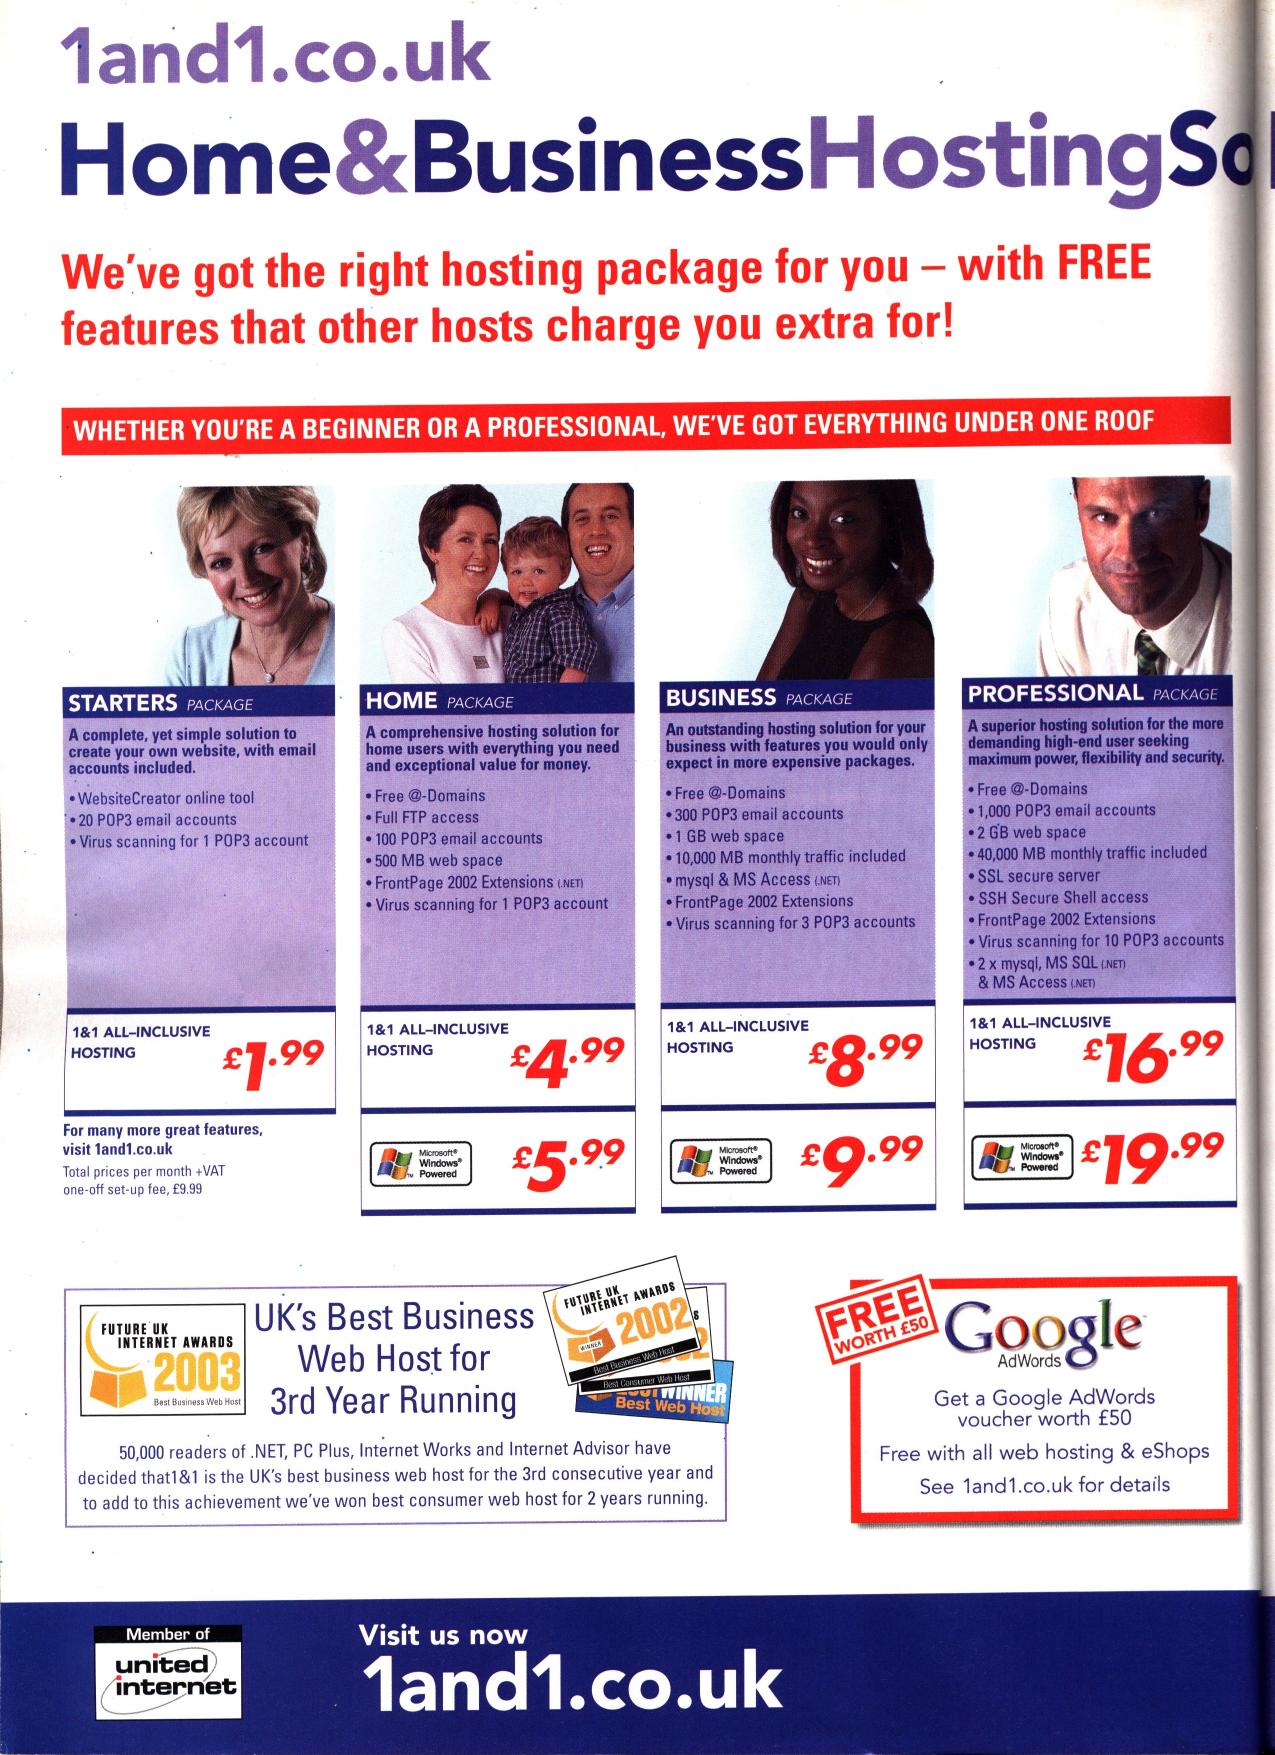 1and1.co.uk
Home&BusinessHostingSo
We've got the right hosting package for you – with FREE
features that other hosts charge you extra for!
WHETHER YOU'RE A BEGINNER OR A PROFESSIONAL, WE'VE GOT EVERYTHING UNDER ONE ROOF
STARTERS PACKAGE
A complete, yet simple solution to
create your own website, with email
accounts included.
• WebsiteCreator online tool
• 20 POP3 email accounts
• Virus scanning for 1 POP3 account
1&1 ALL–INCLUSIVE
HOSTING
£1.99
For many more great features,
visit 1and1.co.uk
Total prices per month +VAT
one-off set-up fee, £9.99
HOME PACKAGE
A comprehensive hosting solution for
home users with everything you need
and exceptional value for money.
• Free @-Domains
• Full FTP access
• 100 POP3 email accounts
• 500 MB web space
• FrontPage 2002 Extensions (.NET)
• Virus scanning for 1 POP3 account
1&1 ALL–INCLUSIVE
HOSTING
£4.99
Microsoft®
Windows®
Powered
£5.99
BUSINESS PACKAGE
An outstanding hosting solution for your
business with features you would only
expect in more expensive packages.
• Free @-Domains
• 300 POP3 email accounts
• 1 GB web space
• 10,000 MB monthly traffic included
• mysql & MS Access (.NET)
• FrontPage 2002 Extensions
• Virus scanning for 3 POP3 accounts
1&1 ALL–INCLUSIVE
HOSTING
£8.99
Microsoft®
Windows®
Powered
£9.99
PROFESSIONAL PACKAGE
A superior hosting solution for the more
demanding high-end user seeking
maximum power, flexibility and security.
• Free @-Domains
• 1,000 POP3 email accounts
• 2 GB web space
• 40,000 MB monthly traffic included
• SSL secure server
• SSH Secure Shell access
• FrontPage 2002 Extensions
• Virus scanning for 10 POP3 accounts
• 2 x mysql, MS SQL (.NET)
& MS Access (.NET)
1&1 ALL–INCLUSIVE
HOSTING
£16.99
Microsoft®
Windows®
Powered
£19.99
FUTURE UK
INTERNET AWARDS
2003
Best Business Web Host
UK's Best Business
Web Host for
3rd Year Running
FUTURE UK
INTERNET AWARDS
2002
WINNER
Best Business Web Host
Best Consumer Web Host
WINNER
Best Web Host
50,000 readers of .NET, PC Plus, Internet Works and Internet Advisor have
decided that1&1 is the UK's best business web host for the 3rd consecutive year and
to add to this achievement we've won best consumer web host for 2 years running.
FREE
WORTH £50
Google™
AdWords
Get a Google AdWords
voucher worth £50
Free with all web hosting & eShops
See 1and1.co.uk for details
Member of
united
internet
Visit us now
1and1.co.uk